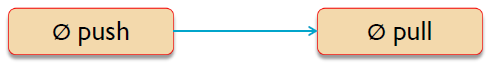 ∅ push
∅ pull